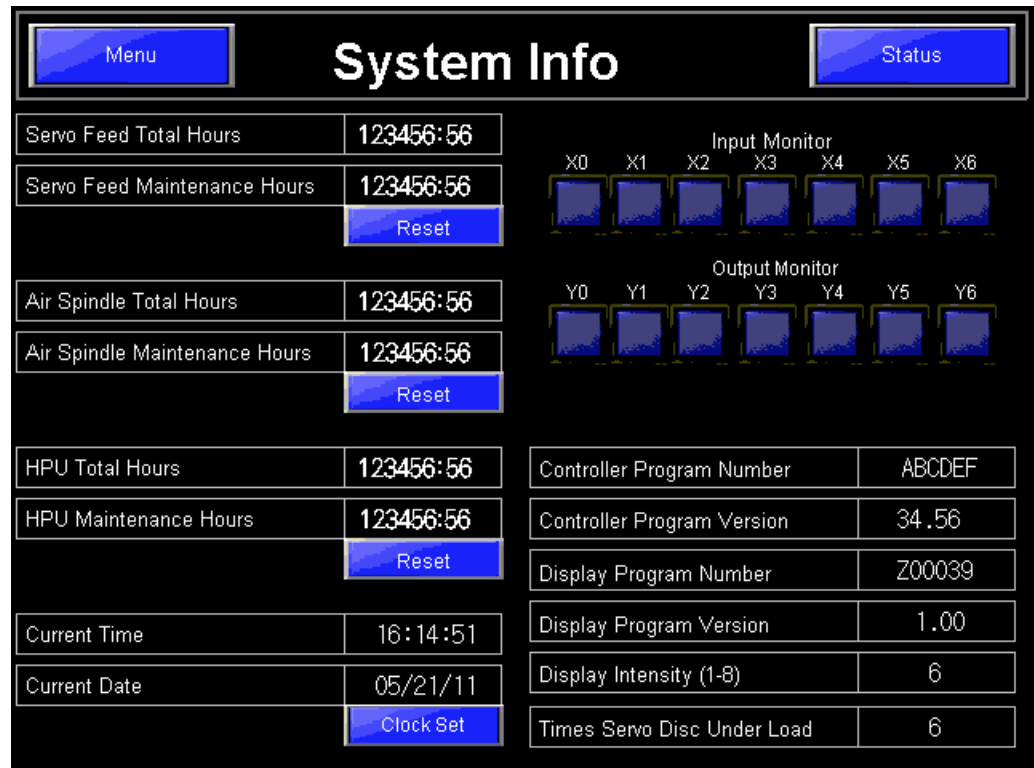 Menu
System Info
Status
Servo Feed Total Hours 123456:56
Servo Feed Maintenance Hours 123456:56
Reset
Air Spindle Total Hours 123456:56
Air Spindle Maintenance Hours 123456:56
Reset
HPU Total Hours 123456:56
HPU Maintenance Hours 123456:56
Reset
Current Time 16:14:51
Current Date 05/21/11
Clock Set
Input Monitor
X0 X1 X2 X3 X4 X5 X6
Output Monitor
Y0 Y1 Y2 Y3 Y4 Y5 Y6
Controller Program Number ABCDEF
Controller Program Version 34.56
Display Program Number Z00039
Display Program Version 1.00
Display Intensity (1-8) 6
Times Servo Disc Under Load 6